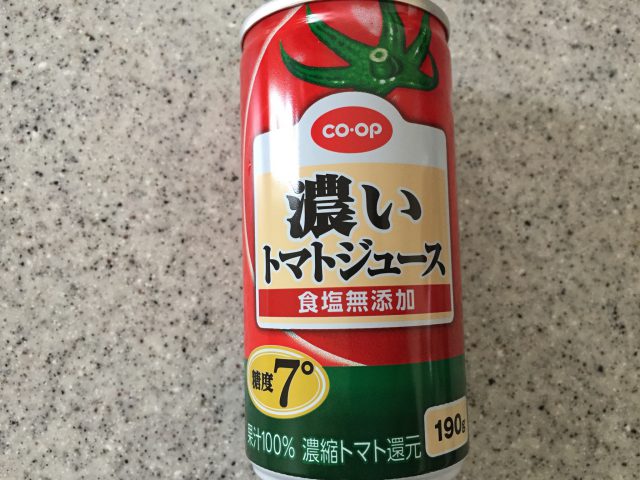 CO·OP
濃い
トマトジュース
食塩無添加
糖度7°
190g
果汁100% 濃縮トマト還元